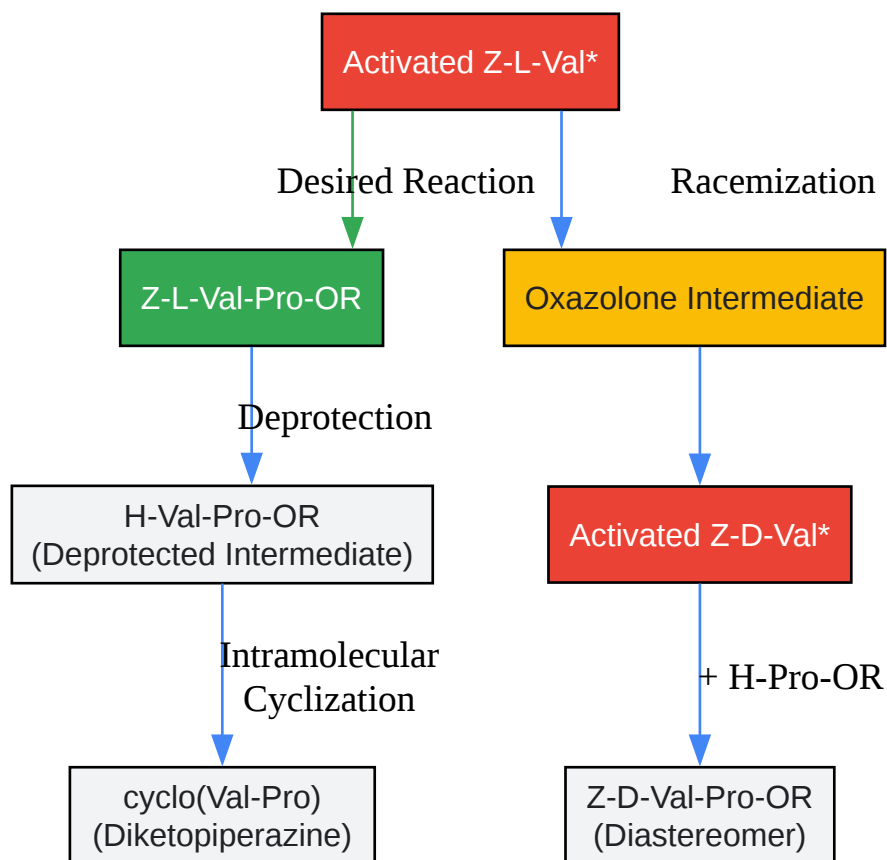 Activated Z-L-Val*
Desired Reaction
Racemization
Z-L-Val-Pro-OR
Oxazolone Intermediate
Deprotection
H-Val-Pro-OR
(Deprotected Intermediate)
Activated Z-D-Val*
Intramolecular
Cyclization
+ H-Pro-OR
cyclo(Val-Pro)
(Diketopiperazine)
Z-D-Val-Pro-OR
(Diastereomer)